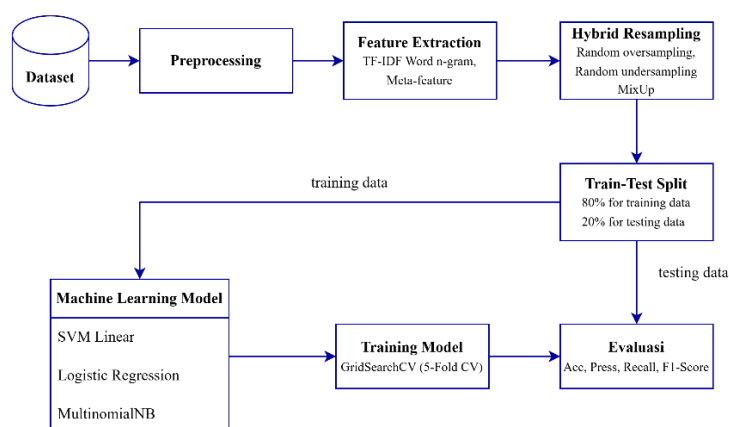 Dataset
Preprocessing
Feature Extraction
TF-IDF Word n-gram,
Meta-feature
Hybrid Resampling
Random oversampling,
Random undersampling
MixUp
Train-Test Split
80% for training data
20% for testing data
training data
testing data
Machine Learning Model
SVM Linear
Logistic Regression
MultinomialNB
Training Model
GridSearchCV (5-Fold CV)
Evaluasi
Acc, Press, Recall, F1-Score